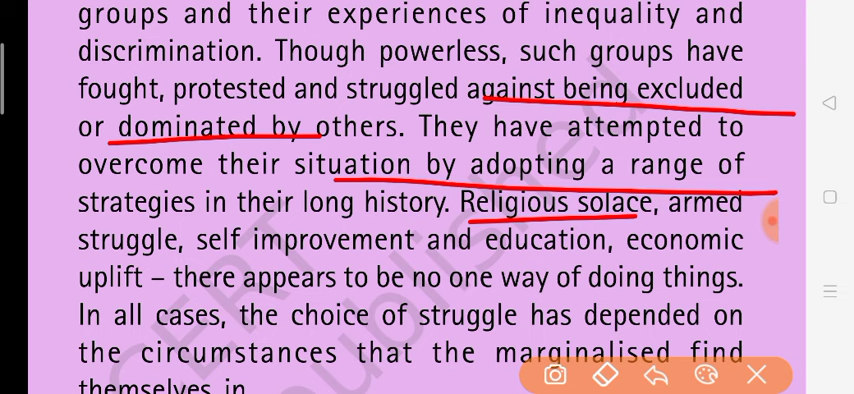 groups and their experiences of inequality and
discrimination. Though powerless, such groups have
fought, protested and struggled against being excluded
or dominated by others. They have attempted to
overcome their situation by adopting a range of
strategies in their long history. Religious solace, armed
struggle, self improvement and education, economic
uplift – there appears to be no one way of doing things.
In all cases, the choice of struggle has depended on
the circumstances that the marginalised find
themselves in.